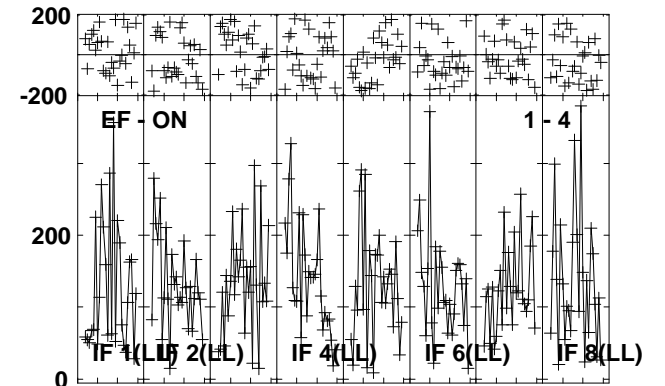 200
-200
EF - ON 1 - 4
200
IF 1(LL) IF 2(LL) IF 4(LL) IF 6(LL) IF 8(LL)
0